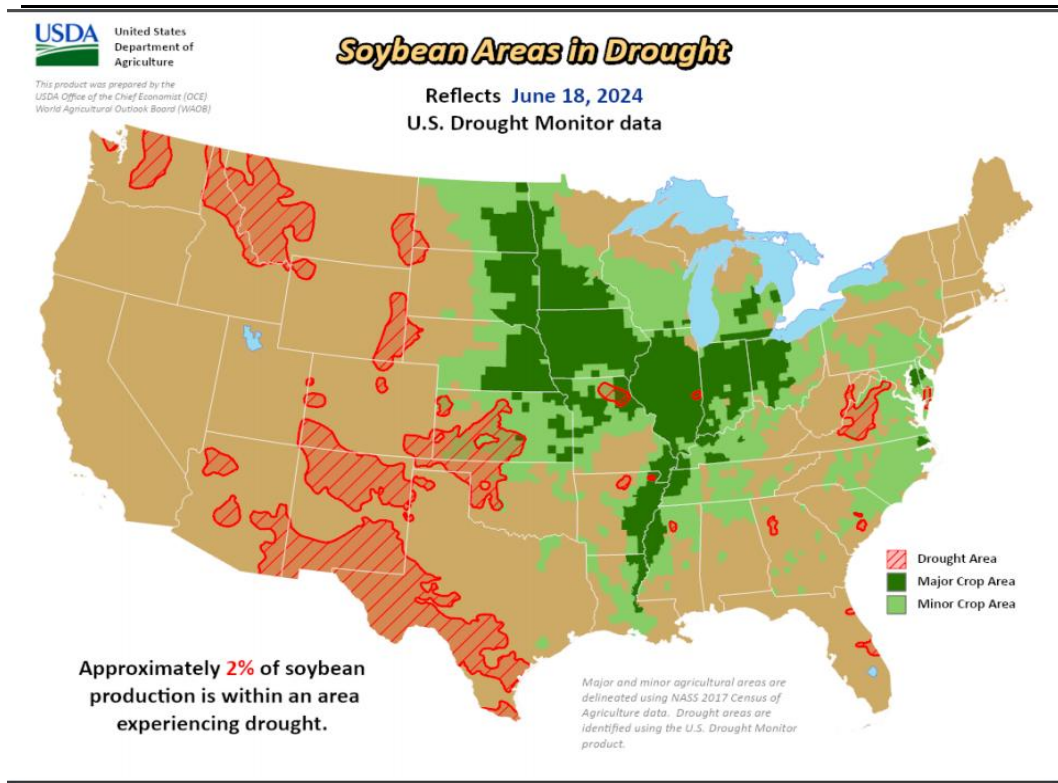 USDA
United States
Department of
Agriculture
This product was prepared by the
USDA Office of the Chief Economist (OCE)
World Agricultural Outlook Board (WAOB)
Soybean Areas in Drought
Reflects June 18, 2024
U.S. Drought Monitor data
Drought Area
Major Crop Area
Minor Crop Area
Approximately 2% of soybean
production is within an area
experiencing drought.
Major and minor agricultural areas are
delineated using NASS 2017 Census of
Agriculture data. Drought areas are
identified using the U.S. Drought Monitor
product.